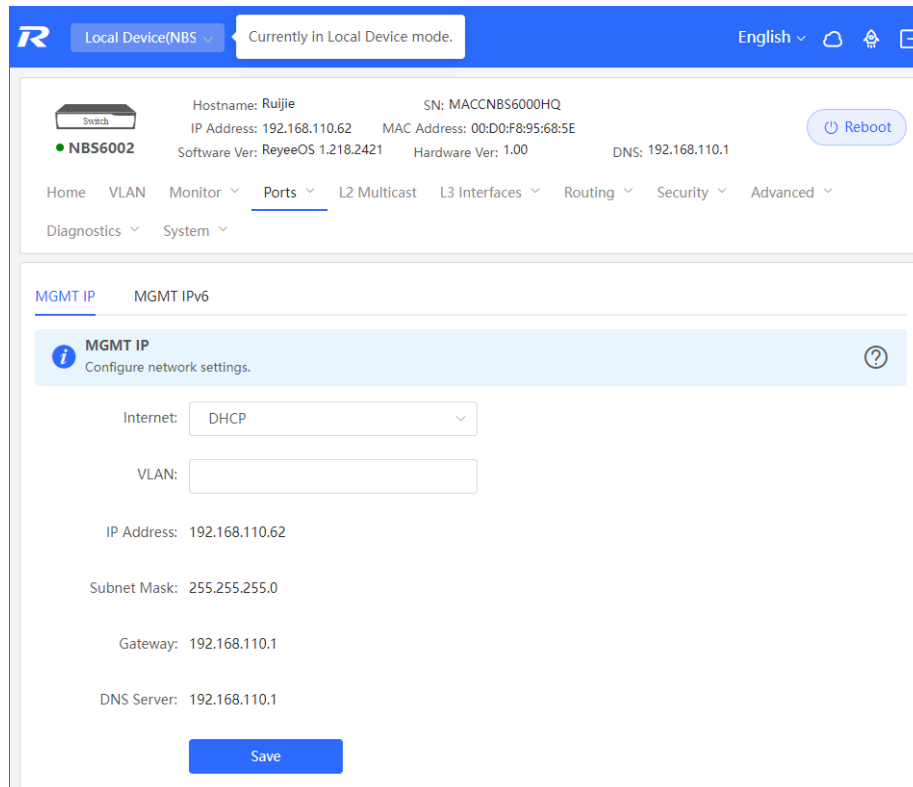 Local Device(NBS
Currently in Local Device mode.
English
Switch
NBS6002
Hostname: Ruijie
SN: MACCNBS6000HQ
IP Address: 192.168.110.62
MAC Address: 00:D0:F8:95:68:5E
Software Ver: ReyeeOS 1.218.2421
Hardware Ver: 1.00
DNS: 192.168.110.1
Reboot
Home VLAN Monitor Ports L2 Multicast L3 Interfaces Routing Security Advanced
Diagnostics System
MGMT IP MGMT IPv6
MGMT IP
Configure network settings.
Internet: DHCP
VLAN:
IP Address: 192.168.110.62
Subnet Mask: 255.255.255.0
Gateway: 192.168.110.1
DNS Server: 192.168.110.1
Save